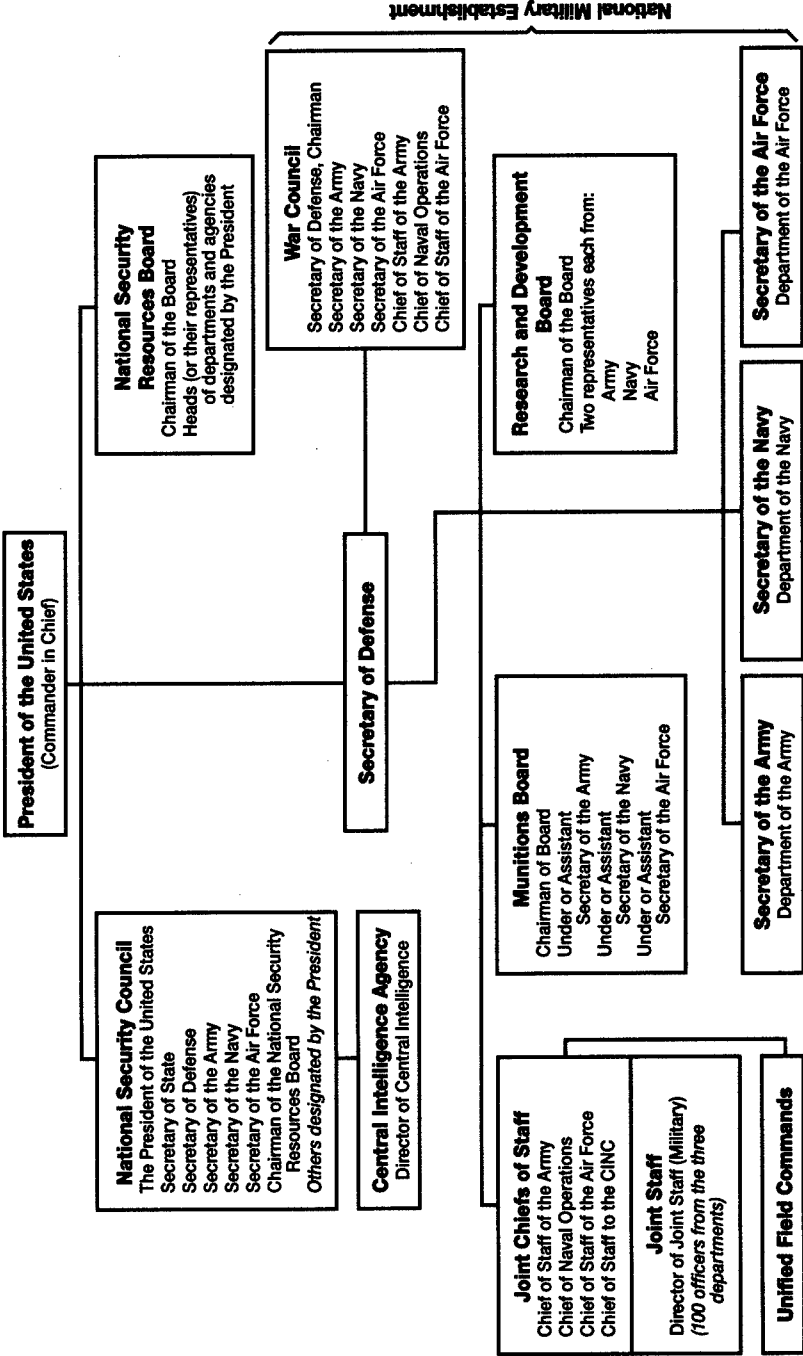 President of the United States
(Commander in Chief)
National Security Council
The President of the United States
Secretary of State
Secretary of Defense
Secretary of the Army
Secretary of the Navy
Secretary of the Air Force
Chairman of the National Security
Resources Board
Others designated by the President
National Security
Resources Board
Chairman of the Board
Heads (or their representatives)
of departments and agencies
designated by the President
Central Intelligence Agency
Director of Central Intelligence
Secretary of Defense
War Council
Secretary of Defense, Chairman
Secretary of the Army
Secretary of the Navy
Secretary of the Air Force
Chief of Staff of the Army
Chief of Naval Operations
Chief of Staff of the Air Force
National Military Establishment
Joint Chiefs of Staff
Chief of Staff of the Army
Chief of Naval Operations
Chief of Staff of the Air Force
Chief of Staff to the CINC
Joint Staff
Director of Joint Staff (Military)
(100 officers from the three
departments)
Unified Field Commands
Munitions Board
Chairman of Board
Under or Assistant
Secretary of the Army
Under or Assistant
Secretary of the Navy
Under or Assistant
Secretary of the Air Force
Research and Development
Board
Chairman of the Board
Two representatives each from:
Army
Navy
Air Force
Secretary of the Army
Department of the Army
Secretary of the Navy
Department of the Navy
Secretary of the Air Force
Department of the Air Force